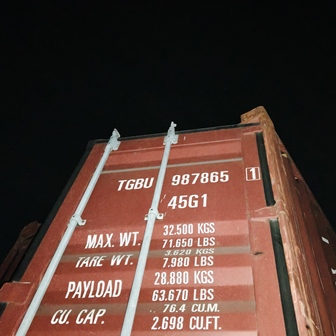 TGBU 987865 1
45G1
MAX. WT. 32.500 KGS
71.650 LBS
TARE WT. 3.620 KGS
7.980 LBS
PAYLOAD 28.880 KGS
63.670 LBS
CU. CAP. 76.4 CU.M.
2.698 CU.FT.